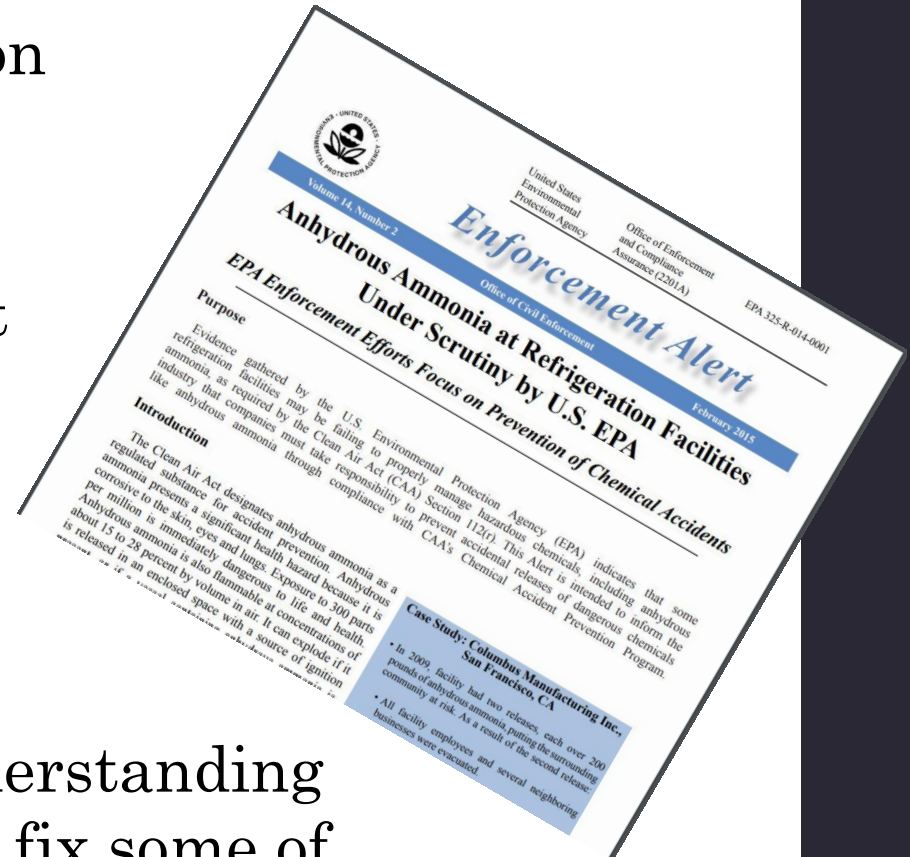 on
t
derstanding
fix some of
UNITED STATES
ENVIRONMENTAL PROTECTION AGENCY
United States
Environmental
Protection Agency
Office of Enforcement
and Compliance
Assurance (2201A)
EPA 325-R-014-0001
Enforcement Alert
Volume 14, Number 2
Office of Civil Enforcement
February 2015
Anhydrous Ammonia at Refrigeration Facilities
Under Scrutiny by U.S. EPA
EPA Enforcement Efforts Focus on Prevention of Chemical Accidents
Purpose
Evidence gathered by the U.S. Environmental Protection Agency (EPA) indicates that some
refrigeration facilities may be failing to properly manage hazardous chemicals, including anhydrous
ammonia, as required by the Clean Air Act (CAA) Section 112(r). This Alert is intended to inform the
industry that companies must take responsibility to prevent accidental releases of dangerous chemicals
like anhydrous ammonia through compliance with CAA's Chemical Accident Prevention Program.
Introduction
The Clean Air Act designates anhydrous ammonia as a
regulated substance for accident prevention. Anhydrous
ammonia presents a significant health hazard because it is
corrosive to the skin, eyes and lungs. Exposure to 300 parts
per million is immediately dangerous to life and health.
Anhydrous ammonia is also flammable at concentrations of
about 15 to 28 percent by volume in air. It can explode if it
is released in an enclosed space with a source of ignition
Case Study: Columbus Manufacturing Inc.,
San Francisco, CA
• In 2009, facility had two releases, each over 200
pounds of anhydrous ammonia, putting the surrounding
community at risk. As a result of the second release:
• All facility employees and several neighboring
businesses were evacuated.